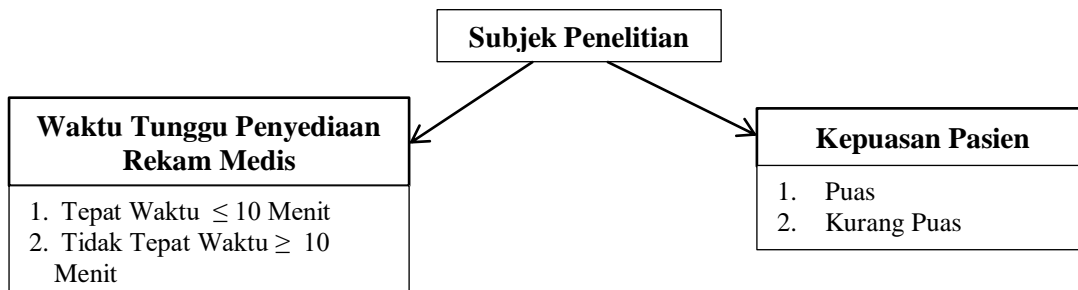 Subjek Penelitian
Waktu Tunggu Penyediaan
Rekam Medis
1. Tepat Waktu ≤ 10 Menit
2. Tidak Tepat Waktu ≥ 10
Menit
Kepuasan Pasien
1. Puas
2. Kurang Puas